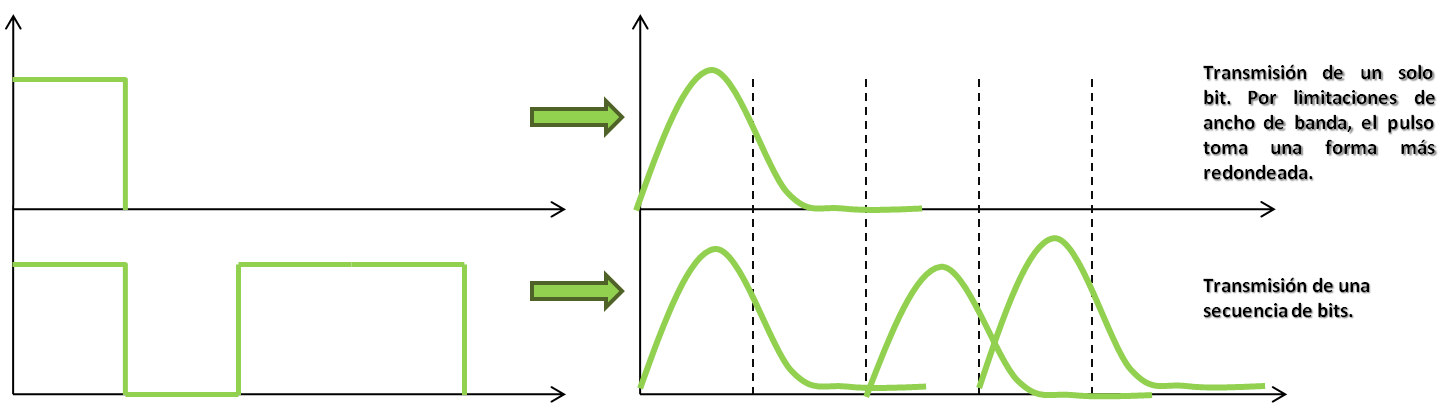 Transmisión de un solo
bit. Por limitaciones de
ancho de banda, el pulso
toma una forma más
redondeada.
Transmisión de una
secuencia de bits.